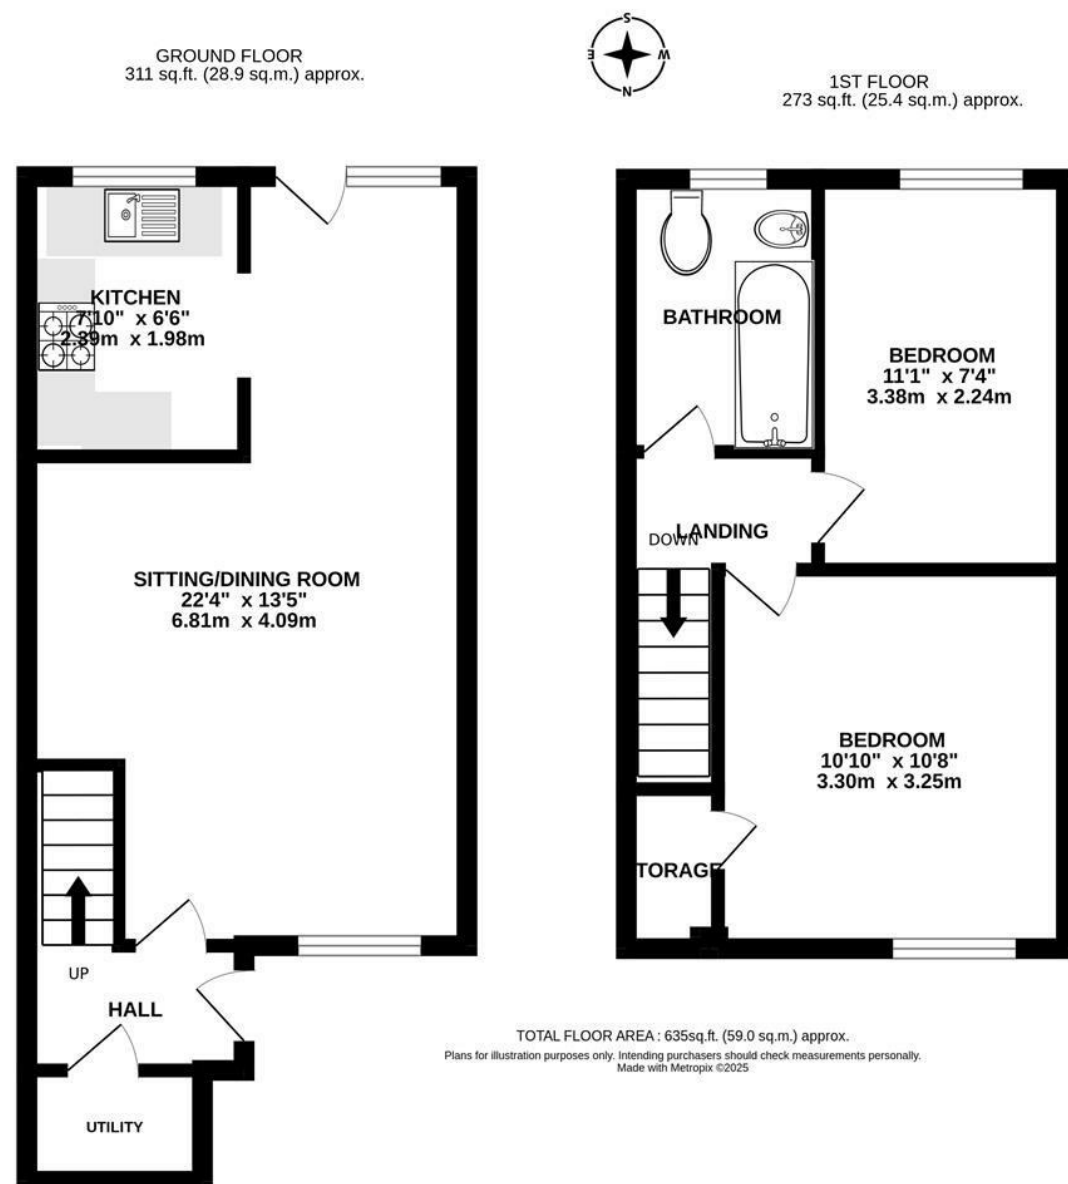 GROUND FLOOR
311 sq.ft. (28.9 sq.m.) approx.
S
E
W
N
1ST FLOOR
273 sq.ft. (25.4 sq.m.) approx.
KITCHEN
7'10" x 6'6"
2.39m x 1.98m
SITTING/DINING ROOM
22'4" x 13'5"
6.81m x 4.09m
UP
HALL
UTILITY
BATHROOM
BEDROOM
11'1" x 7'4"
3.38m x 2.24m
LANDING
DOWN
BEDROOM
10'10" x 10'8"
3.30m x 3.25m
TORAGE
TOTAL FLOOR AREA : 635sq.ft. (59.0 sq.m.) approx.
Plans for illustration purposes only. Intending purchasers should check measurements personally.
Made with Metropix ©2025